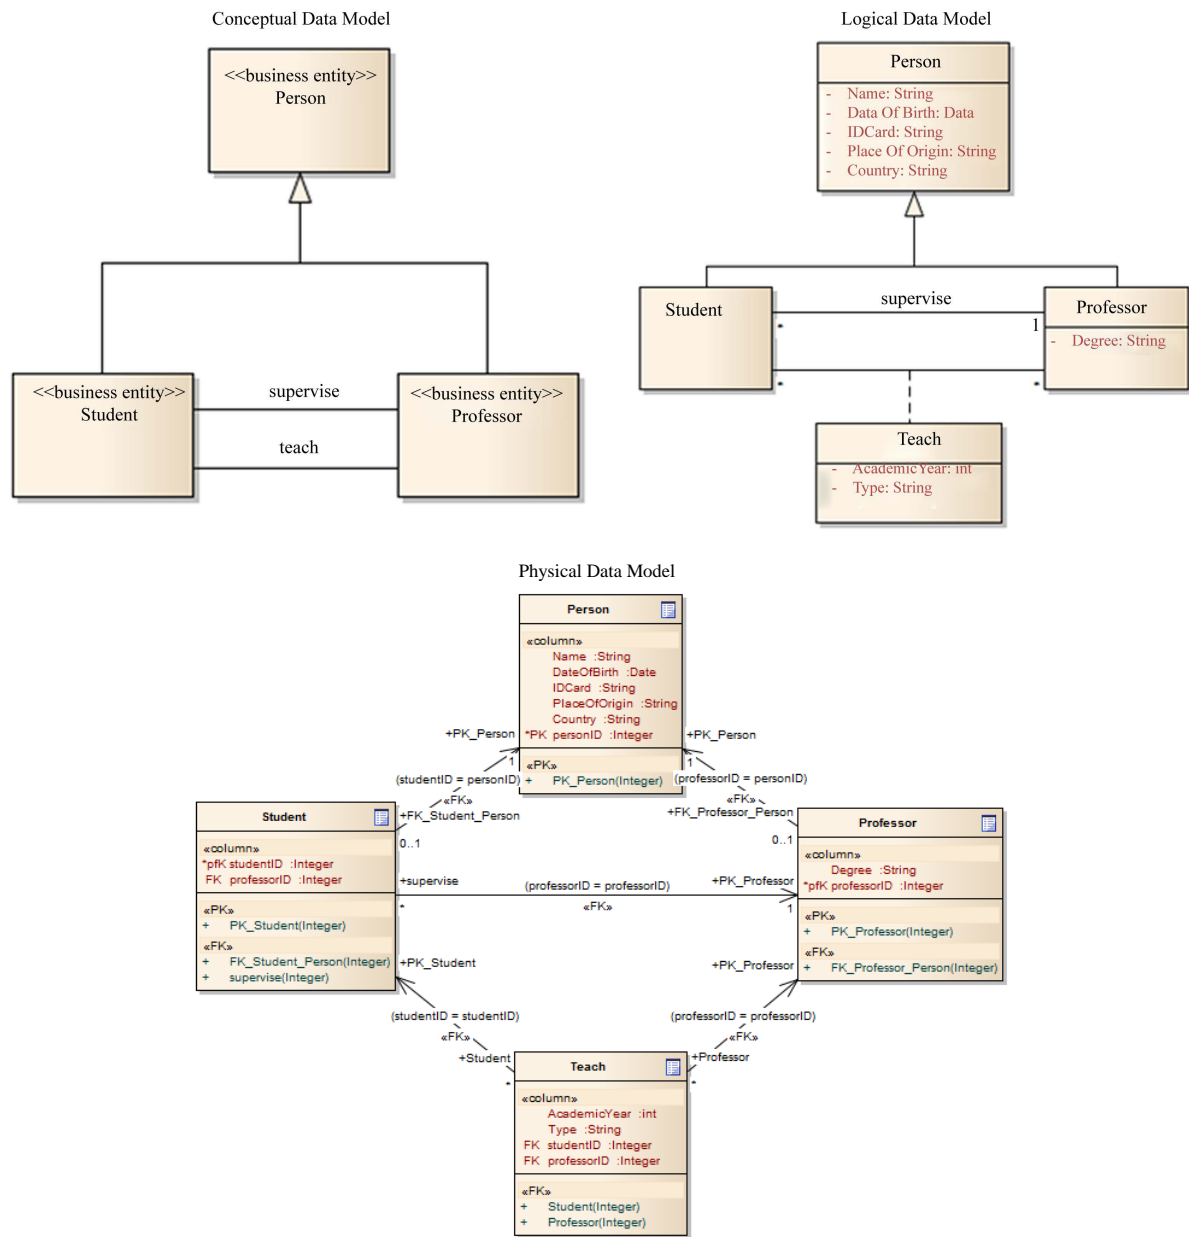 Conceptual Data Model
<<business entity>>
Person
<<business entity>>
Student
supervise
teach
<<business entity>>
Professor
Logical Data Model
Person
- Name: String
- Data Of Birth: Data
- IDCard: String
- Place Of Origin: String
- Country: String
Student
supervise
* 1
Professor
- Degree: String
* *
Teach
- AcademicYear: int
- Type: String
Physical Data Model
Person
«column»
Name :String
DateOfBirth :Date
IDCard :String
PlaceOfOrigin :String
Country :String
*PK personID :Integer
«PK»
+ PK_Person(Integer)
+PK_Person
1
(studentID = personID)
«FK»
+FK_Student_Person
0..1
+PK_Person
1
(professorID = personID)
«FK»
+FK_Professor_Person
0..1
Student
«column»
*pfK studentID :Integer
FK professorID :Integer
«PK»
+ PK_Student(Integer)
«FK»
+ FK_Student_Person(Integer)
+ supervise(Integer)
+supervise
*
(professorID = professorID)
«FK»
+PK_Professor
1
Professor
«column»
Degree :String
*pfK professorID :Integer
«PK»
+ PK_Professor(Integer)
«FK»
+ FK_Professor_Person(Integer)
+PK_Student
(studentID = studentID)
«FK»
+Student
*
+PK_Professor
(professorID = professorID)
«FK»
+Professor
*
Teach
«column»
AcademicYear :int
Type :String
FK studentID :Integer
FK professorID :Integer
«FK»
+ Student(Integer)
+ Professor(Integer)